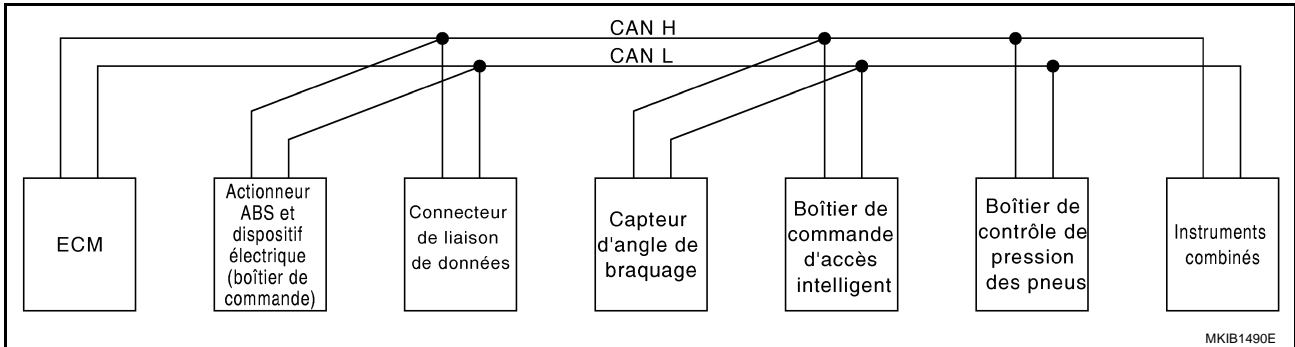 CAN H
CAN L
ECM
Actionneur
ABS et
dispositif
électrique
(boîtier de
commande)
Connecteur
de liaison
de données
Capteur
d'angle de
braquage
Boîtier de
commande
d'accès
intelligent
Boîtier de
contrôle de
pression
des pneus
Instruments
combinés
MKIB1490E